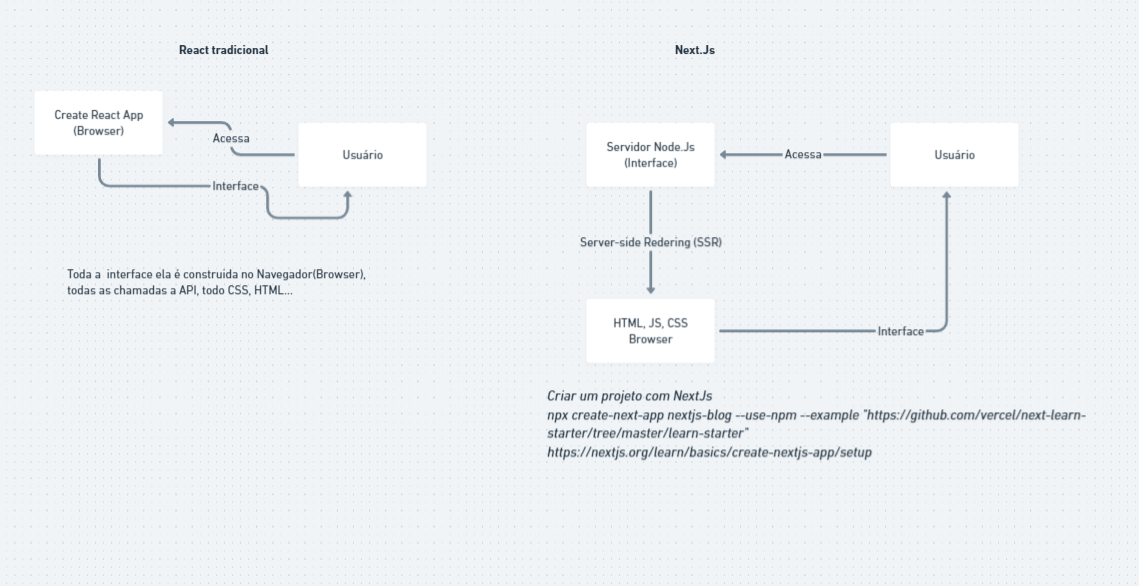 React tradicional
Create React App
(Browser)
Acessa
Usuário
Interface
Toda a interface ela é construida no Navegador(Browser),
todas as chamadas a API, todo CSS, HTML...
Next.Js
Servidor Node.Js
(Interface)
Acessa
Usuário
Server-side Redering (SSR)
HTML, JS, CSS
Browser
Interface
Criar um projeto com NextJs
npx create-next-app nextjs-blog --use-npm --example "https://github.com/vercel/next-learn-
starter/tree/master/learn-starter"
https://nextjs.org/learn/basics/create-nextjs-app/setup